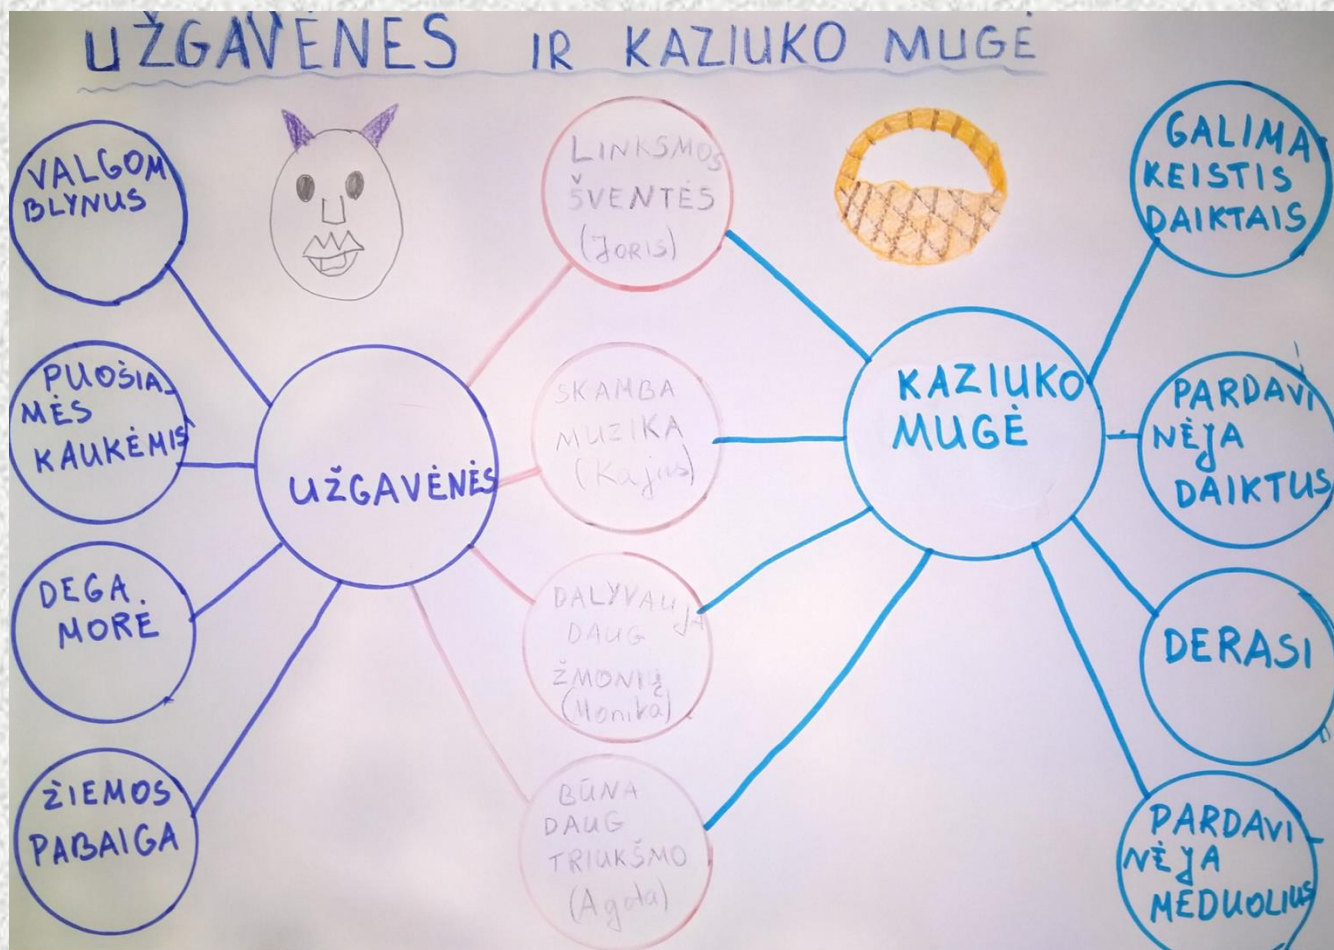 UŽGAVĖNĖS IR KAZIUKO MUGĖ
VALGOM
BLYNUS
PUOŠIA_
MĖS
KAUKĖMIS
DEGA.
MORĖ
ŽIEMOS
PABAIGA
UŽGAVĖNĖS
LINKSMOS
ŠVENTĖS
(Joris)
SKAMBA
MUZIKA
(Kajus)
DALYVAUJA
DAUG
ŽMONIŲ
(Monika)
BŪNA
DAUG
TRIUKŠMO
(Agota)
KAZIUKO
MUGĖ
GALIMA
KEISTIS
DAIKTAIS
PARDAVI
NĖJA
DAIKTUS
DERASI
PARDAVI-
NĖJA
MEDUOLIUS